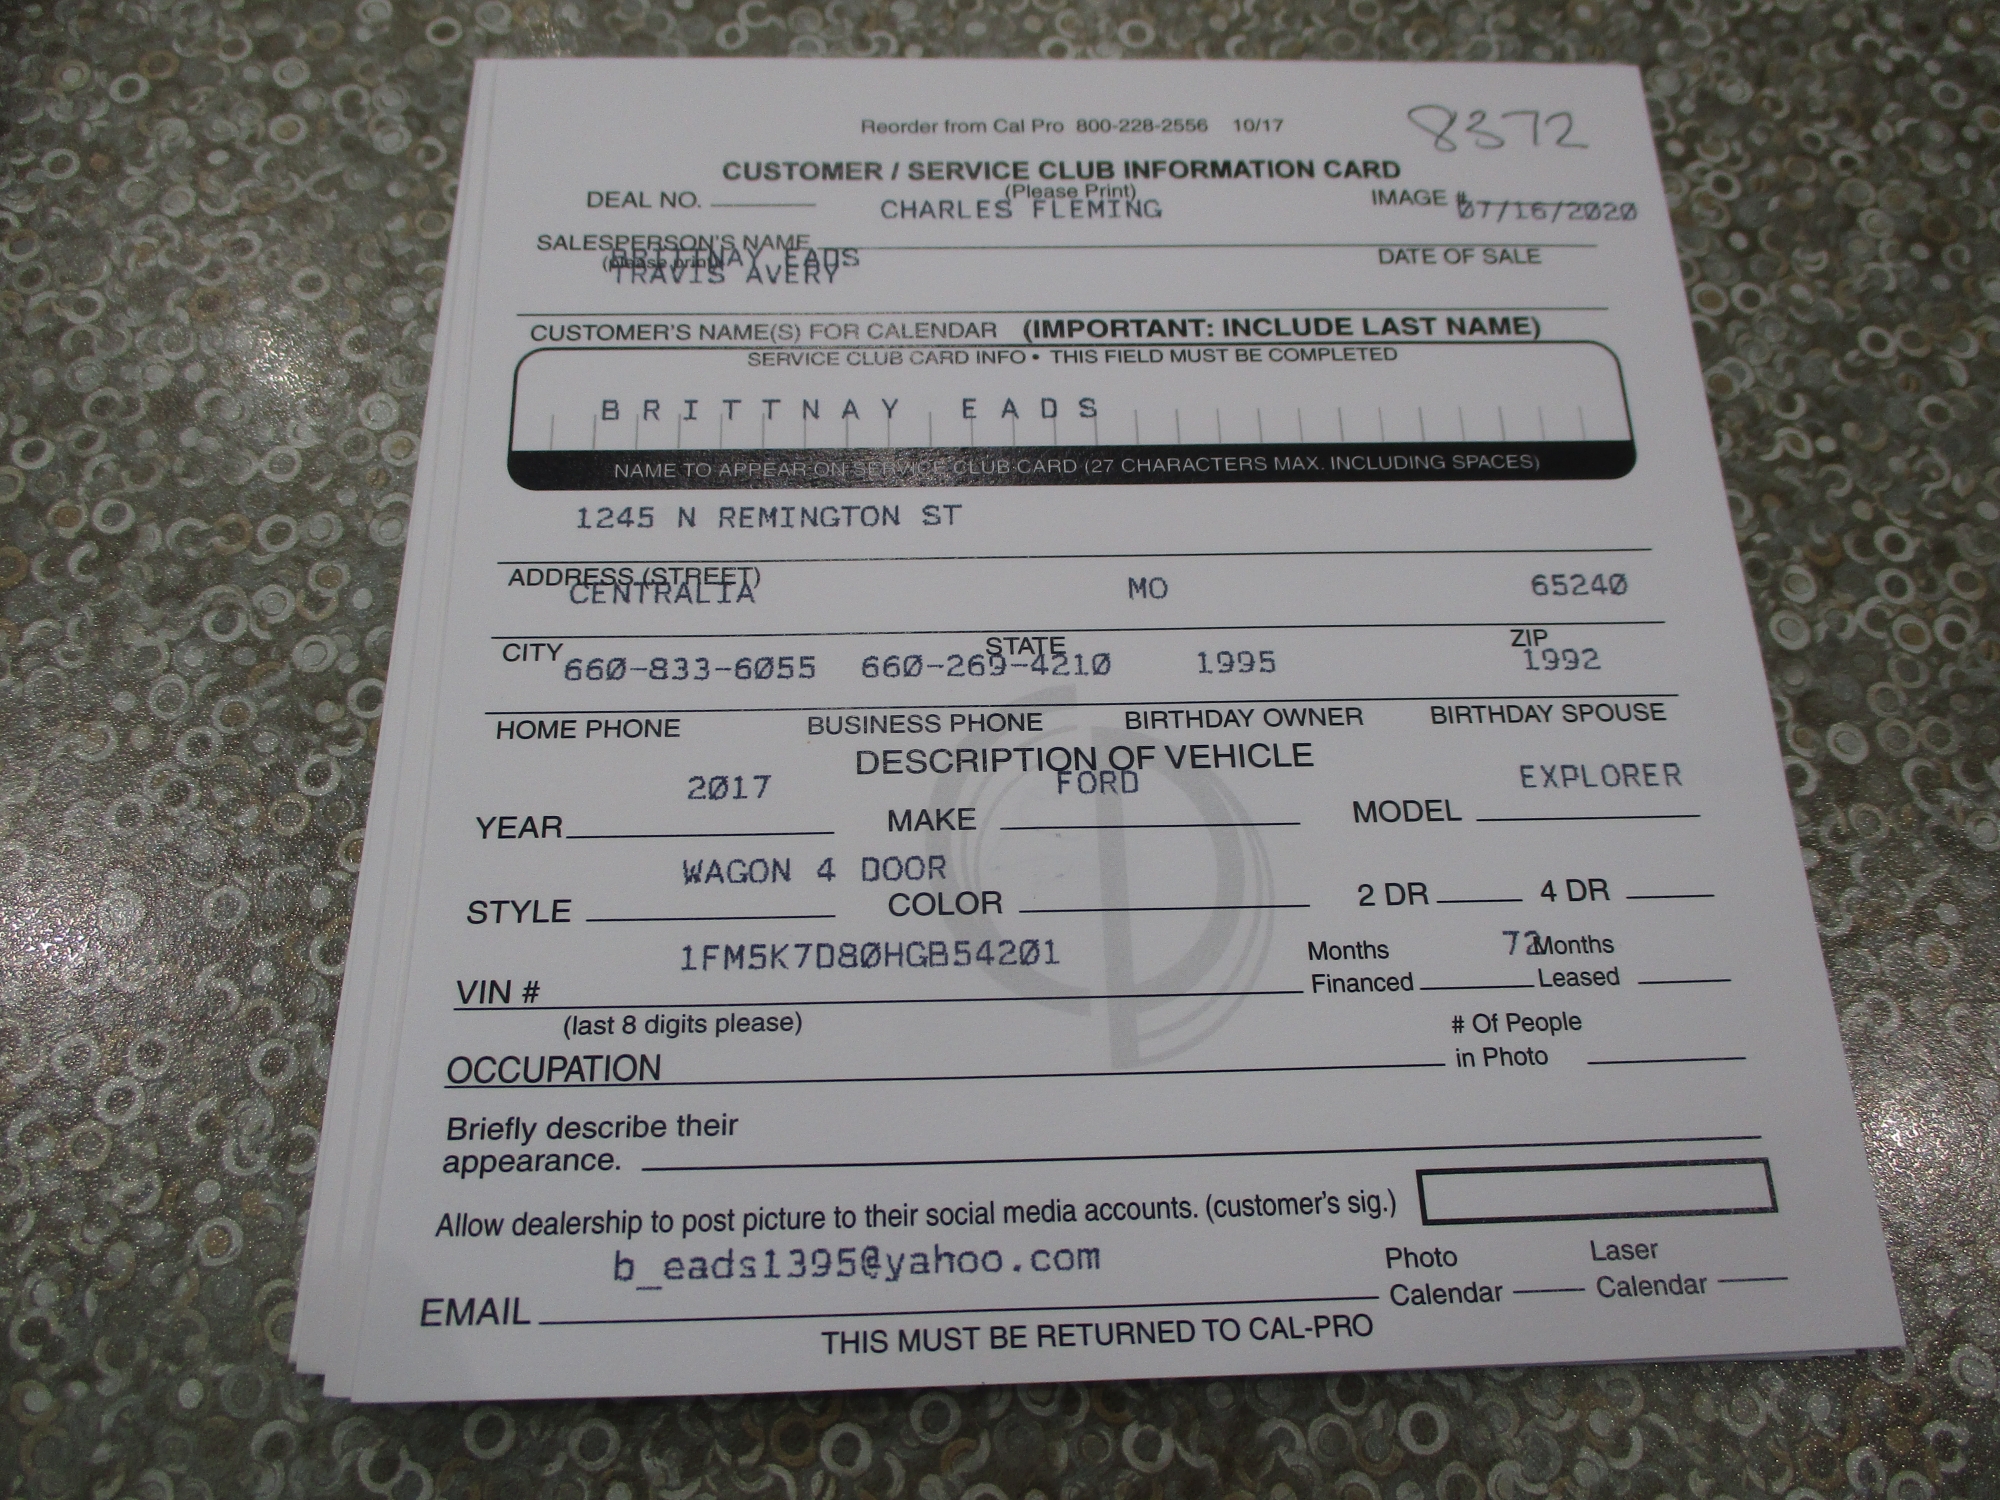 Reorder from Cal Pro 800-228-2556 10/17
8372
CUSTOMER / SERVICE CLUB INFORMATION CARD
(Please Print)
DEAL NO. CHARLES FLEMING IMAGE # 07/16/2020
SALESPERSON'S NAME DATE OF SALE
(please print)
BRITTNAY EADS
TRAVIS AVERY
CUSTOMER'S NAME(S) FOR CALENDAR (IMPORTANT: INCLUDE LAST NAME)
SERVICE CLUB CARD INFO • THIS FIELD MUST BE COMPLETED
BRITTNAY EADS
NAME TO APPEAR ON SERVICE CLUB CARD (27 CHARACTERS MAX. INCLUDING SPACES)
1245 N REMINGTON ST
ADDRESS (STREET)
CENTRALIA MO 65240
CITY STATE ZIP
660-833-6055 660-269-4210 1995 1992
HOME PHONE BUSINESS PHONE BIRTHDAY OWNER BIRTHDAY SPOUSE
DESCRIPTION OF VEHICLE
2017 FORD EXPLORER
YEAR MAKE MODEL
WAGON 4 DOOR
STYLE COLOR 2 DR 4 DR
1FM5K7D80HGB54201 Months 72 Months
VIN # Financed Leased
(last 8 digits please) # Of People
OCCUPATION in Photo
Briefly describe their
appearance.
Allow dealership to post picture to their social media accounts. (customer's sig.)
b_eads1395@yahoo.com Photo Laser
EMAIL Calendar Calendar
THIS MUST BE RETURNED TO CAL-PRO